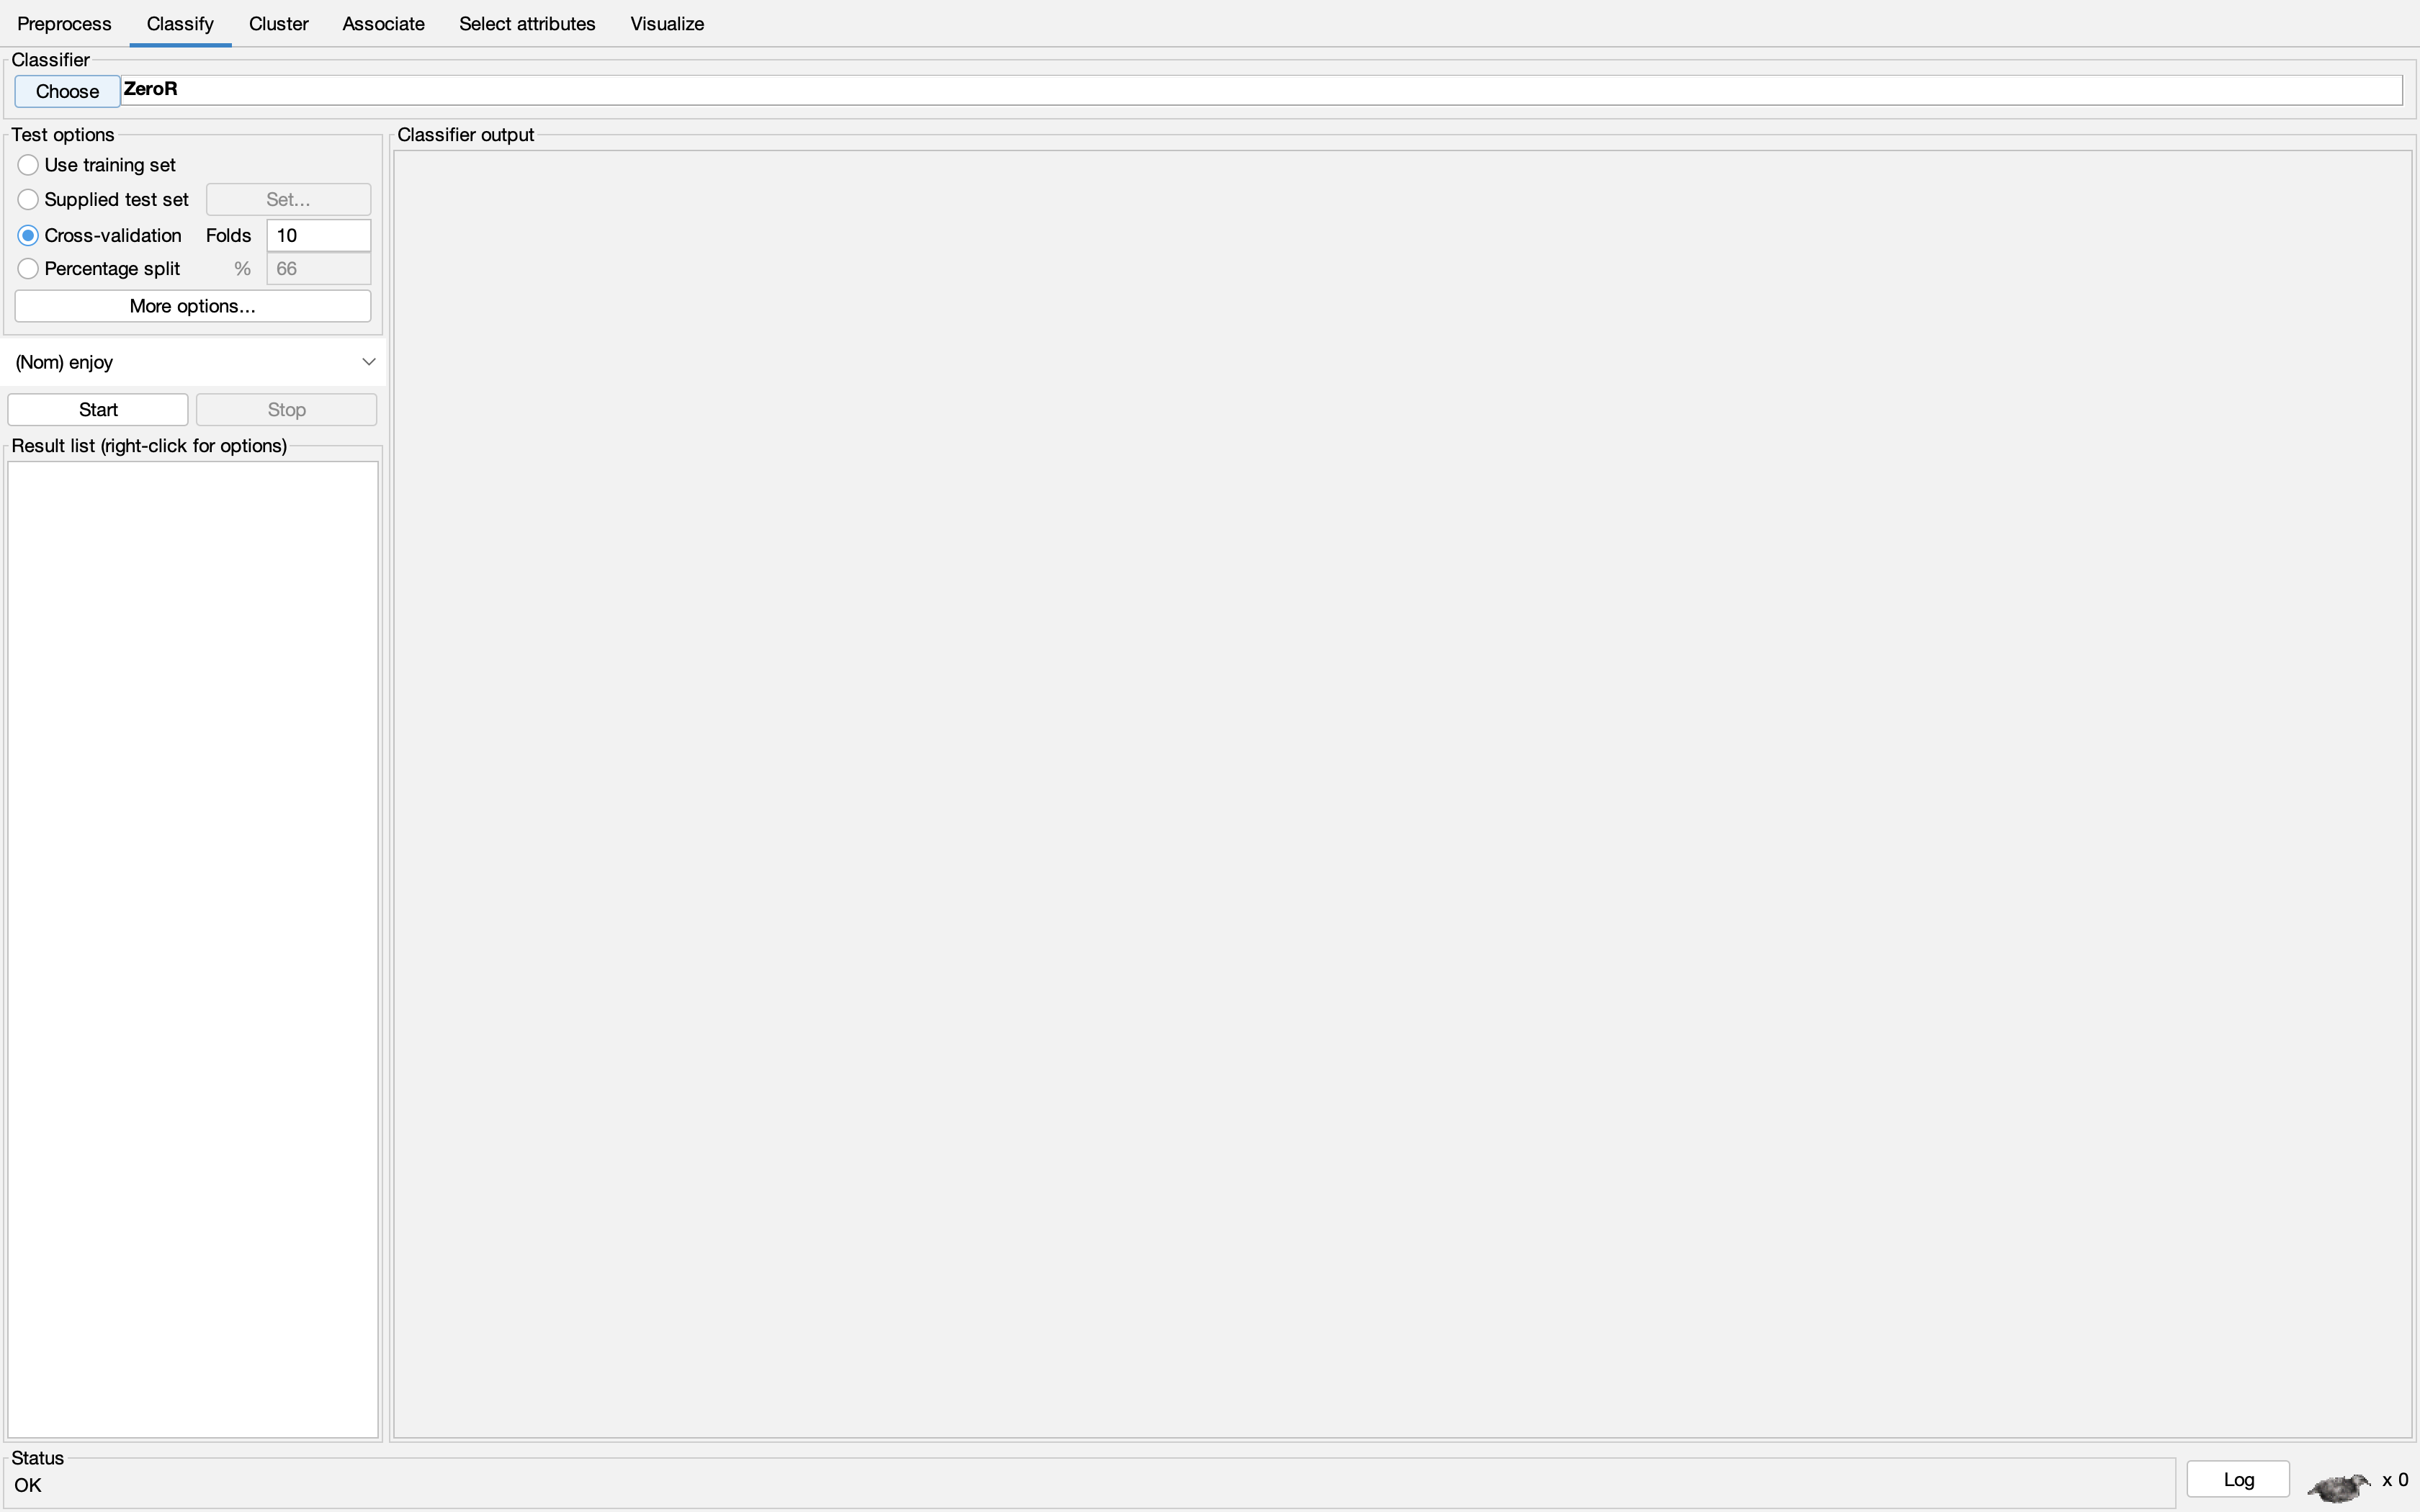 Preprocess Classify Cluster Associate Select attributes Visualize
Classifier
Choose ZeroR
Test options
Use training set
Supplied test set Set...
Cross-validation Folds 10
Percentage split % 66
More options...
(Nom) enjoy
Start Stop
Result list (right-click for options)
Classifier output
Status
OK
Log x 0